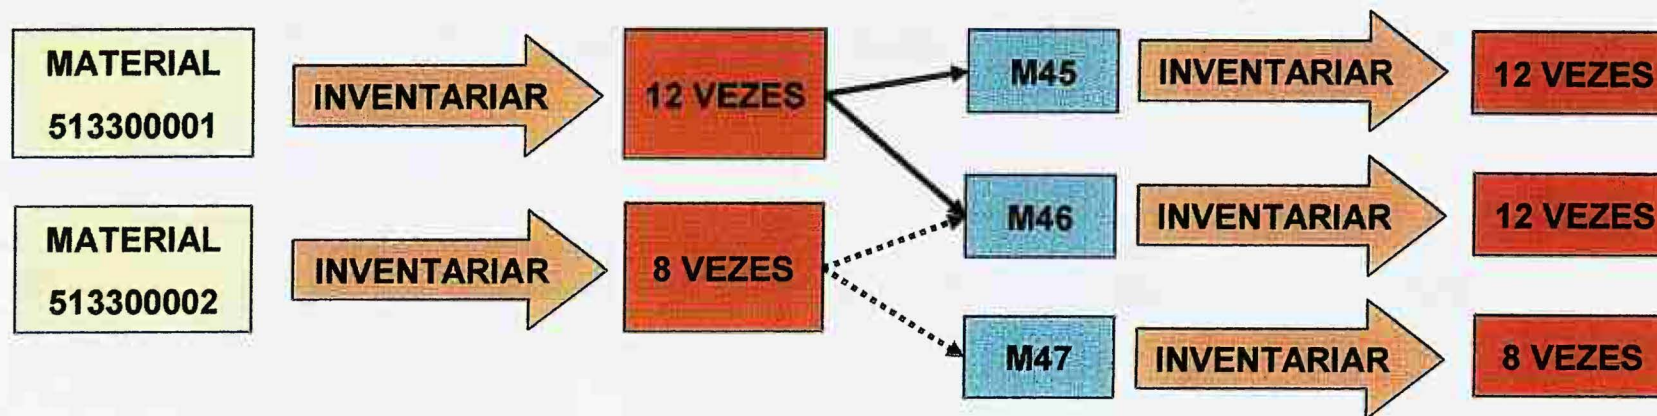 MATERIAL
513300001
INVENTARIAR
12 VEZES
M45
INVENTARIAR
12 VEZES
M46
INVENTARIAR
12 VEZES
MATERIAL
513300002
INVENTARIAR
8 VEZES
M47
INVENTARIAR
8 VEZES